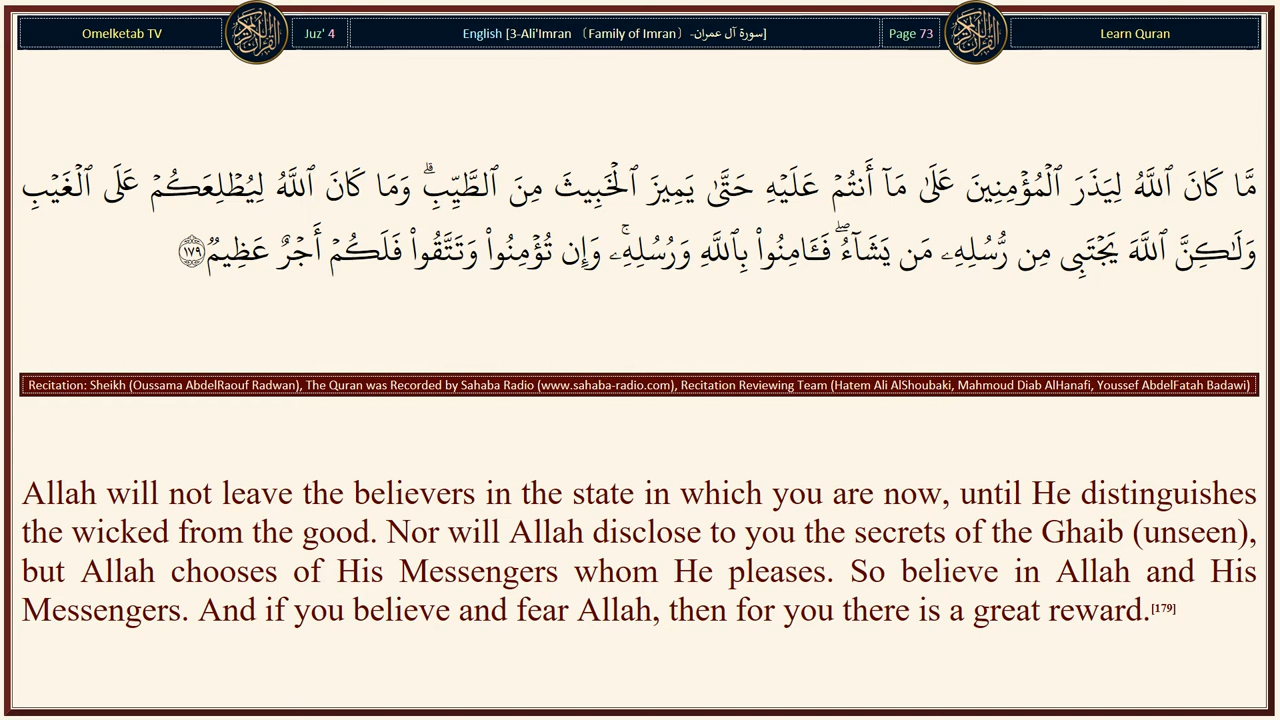 Omelketab TV
Juz' 4
English [3-Ali'Imran 〔Family of Imran〕 -سورة آل عمران]
Page 73
Learn Quran
مَّا كَانَ ٱللَّهُ لِيَذَرَ ٱلْمُؤْمِنِينَ عَلَىٰ مَآ أَنتُمْ عَلَيْهِ حَتَّىٰ يَمِيزَ ٱلْخَبِيثَ مِنَ ٱلطَّيِّبِ ۗ وَمَا كَانَ ٱللَّهُ لِيُطْلِعَكُمْ عَلَى ٱلْغَيْبِ
وَلَـٰكِنَّ ٱللَّهَ يَجْتَبِى مِن رُّسُلِهِۦ مَن يَشَآءُ ۖ فَـَٔامِنُوا۟ بِٱللَّهِ وَرُسُلِهِۦ ۚ وَإِن تُؤْمِنُوا۟ وَتَتَّقُوا۟ فَلَكُمْ أَجْرٌ عَظِيمٌ ١٧٩
Recitation: Sheikh (Oussama AbdelRaouf Radwan), The Quran was Recorded by Sahaba Radio (www.sahaba-radio.com), Recitation Reviewing Team (Hatem Ali AlShoubaki, Mahmoud Diab AlHanafi, Youssef AbdelFatah Badawi)
Allah will not leave the believers in the state in which you are now, until He distinguishes
the wicked from the good. Nor will Allah disclose to you the secrets of the Ghaib (unseen),
but Allah chooses of His Messengers whom He pleases. So believe in Allah and His
Messengers. And if you believe and fear Allah, then for you there is a great reward.[179]